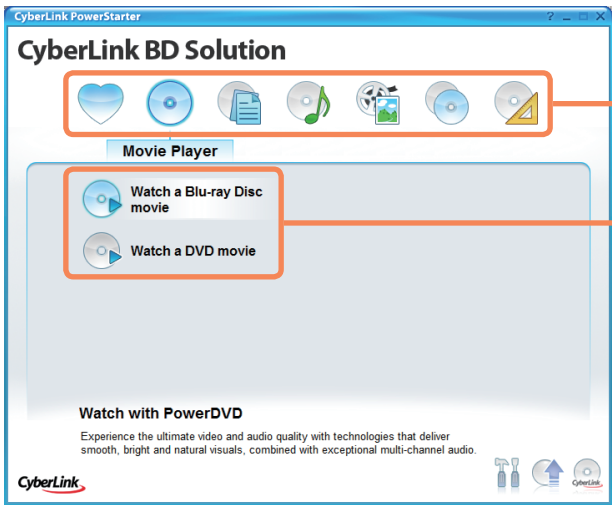 CyberLink PowerStarter
? _ □ X
CyberLink BD Solution
Movie Player
Watch a Blu-ray Disc
movie
Watch a DVD movie
Watch with PowerDVD
Experience the ultimate video and audio quality with technologies that deliver
smooth, bright and natural visuals, combined with exceptional multi-channel audio.
CyberLink
CyberLink